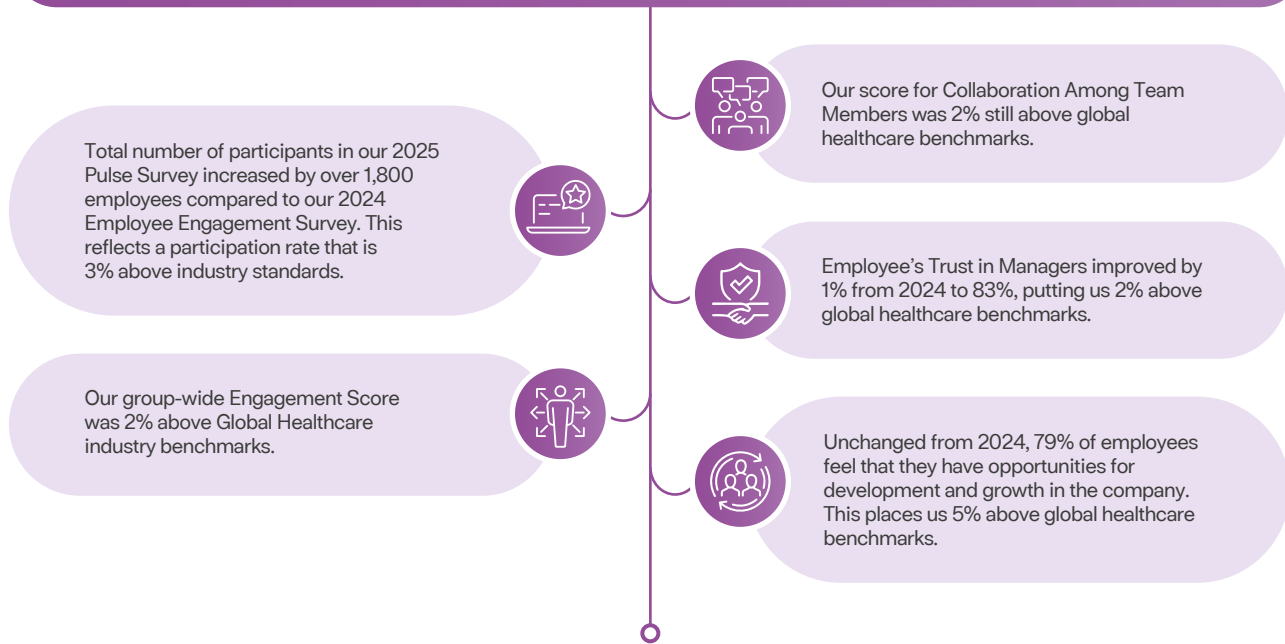 Our score for Collaboration Among Team
Members was 2% still above global
healthcare benchmarks.
Total number of participants in our 2025
Pulse Survey increased by over 1,800
employees compared to our 2024
Employee Engagement Survey. This
reflects a participation rate that is
3% above industry standards.
Employee’s Trust in Managers improved by
1% from 2024 to 83%, putting us 2% above
global healthcare benchmarks.
Our group-wide Engagement Score
was 2% above Global Healthcare
industry benchmarks.
Unchanged from 2024, 79% of employees
feel that they have opportunities for
development and growth in the company.
This places us 5% above global healthcare
benchmarks.